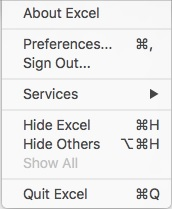 About Excel
Preferences... ⌘,
Sign Out...
Services ▶
Hide Excel ⌘H
Hide Others ⌥⌘H
Show All
Quit Excel ⌘Q